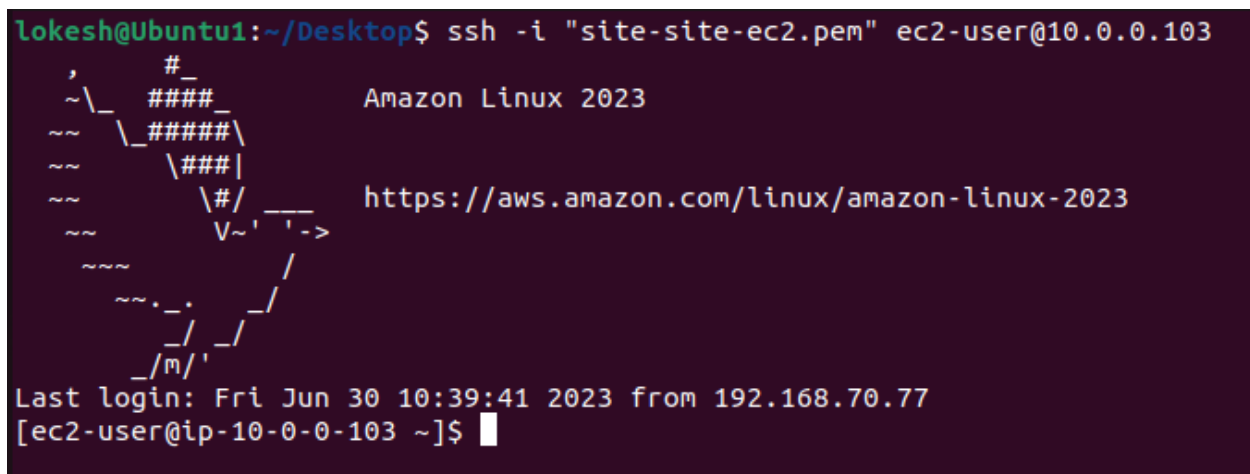 lokesh@Ubuntu1:~/Desktop$ ssh -i "site-site-ec2.pem" ec2-user@10.0.0.103
   ,     #_
   ~\_  ####_        Amazon Linux 2023
  ~~  \_#####\
  ~~     \###|
  ~~       \#/ ___   https://aws.amazon.com/linux/amazon-linux-2023
   ~~       V~' '->
    ~~~         /
      ~~._.   _/
         _/ _/
       _/m/'
Last login: Fri Jun 30 10:39:41 2023 from 192.168.70.77
[ec2-user@ip-10-0-0-103 ~]$